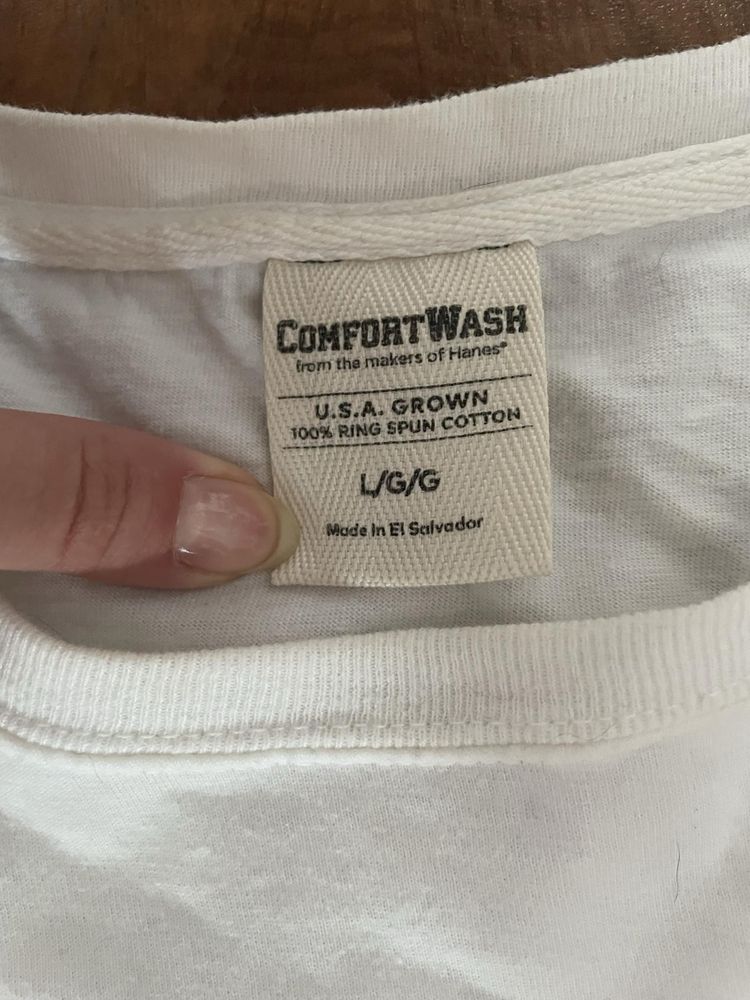 COMFORTWASH
from the makers of Hanes®
U.S.A. GROWN
100% RING SPUN COTTON
L/G/G
Made In El Salvador